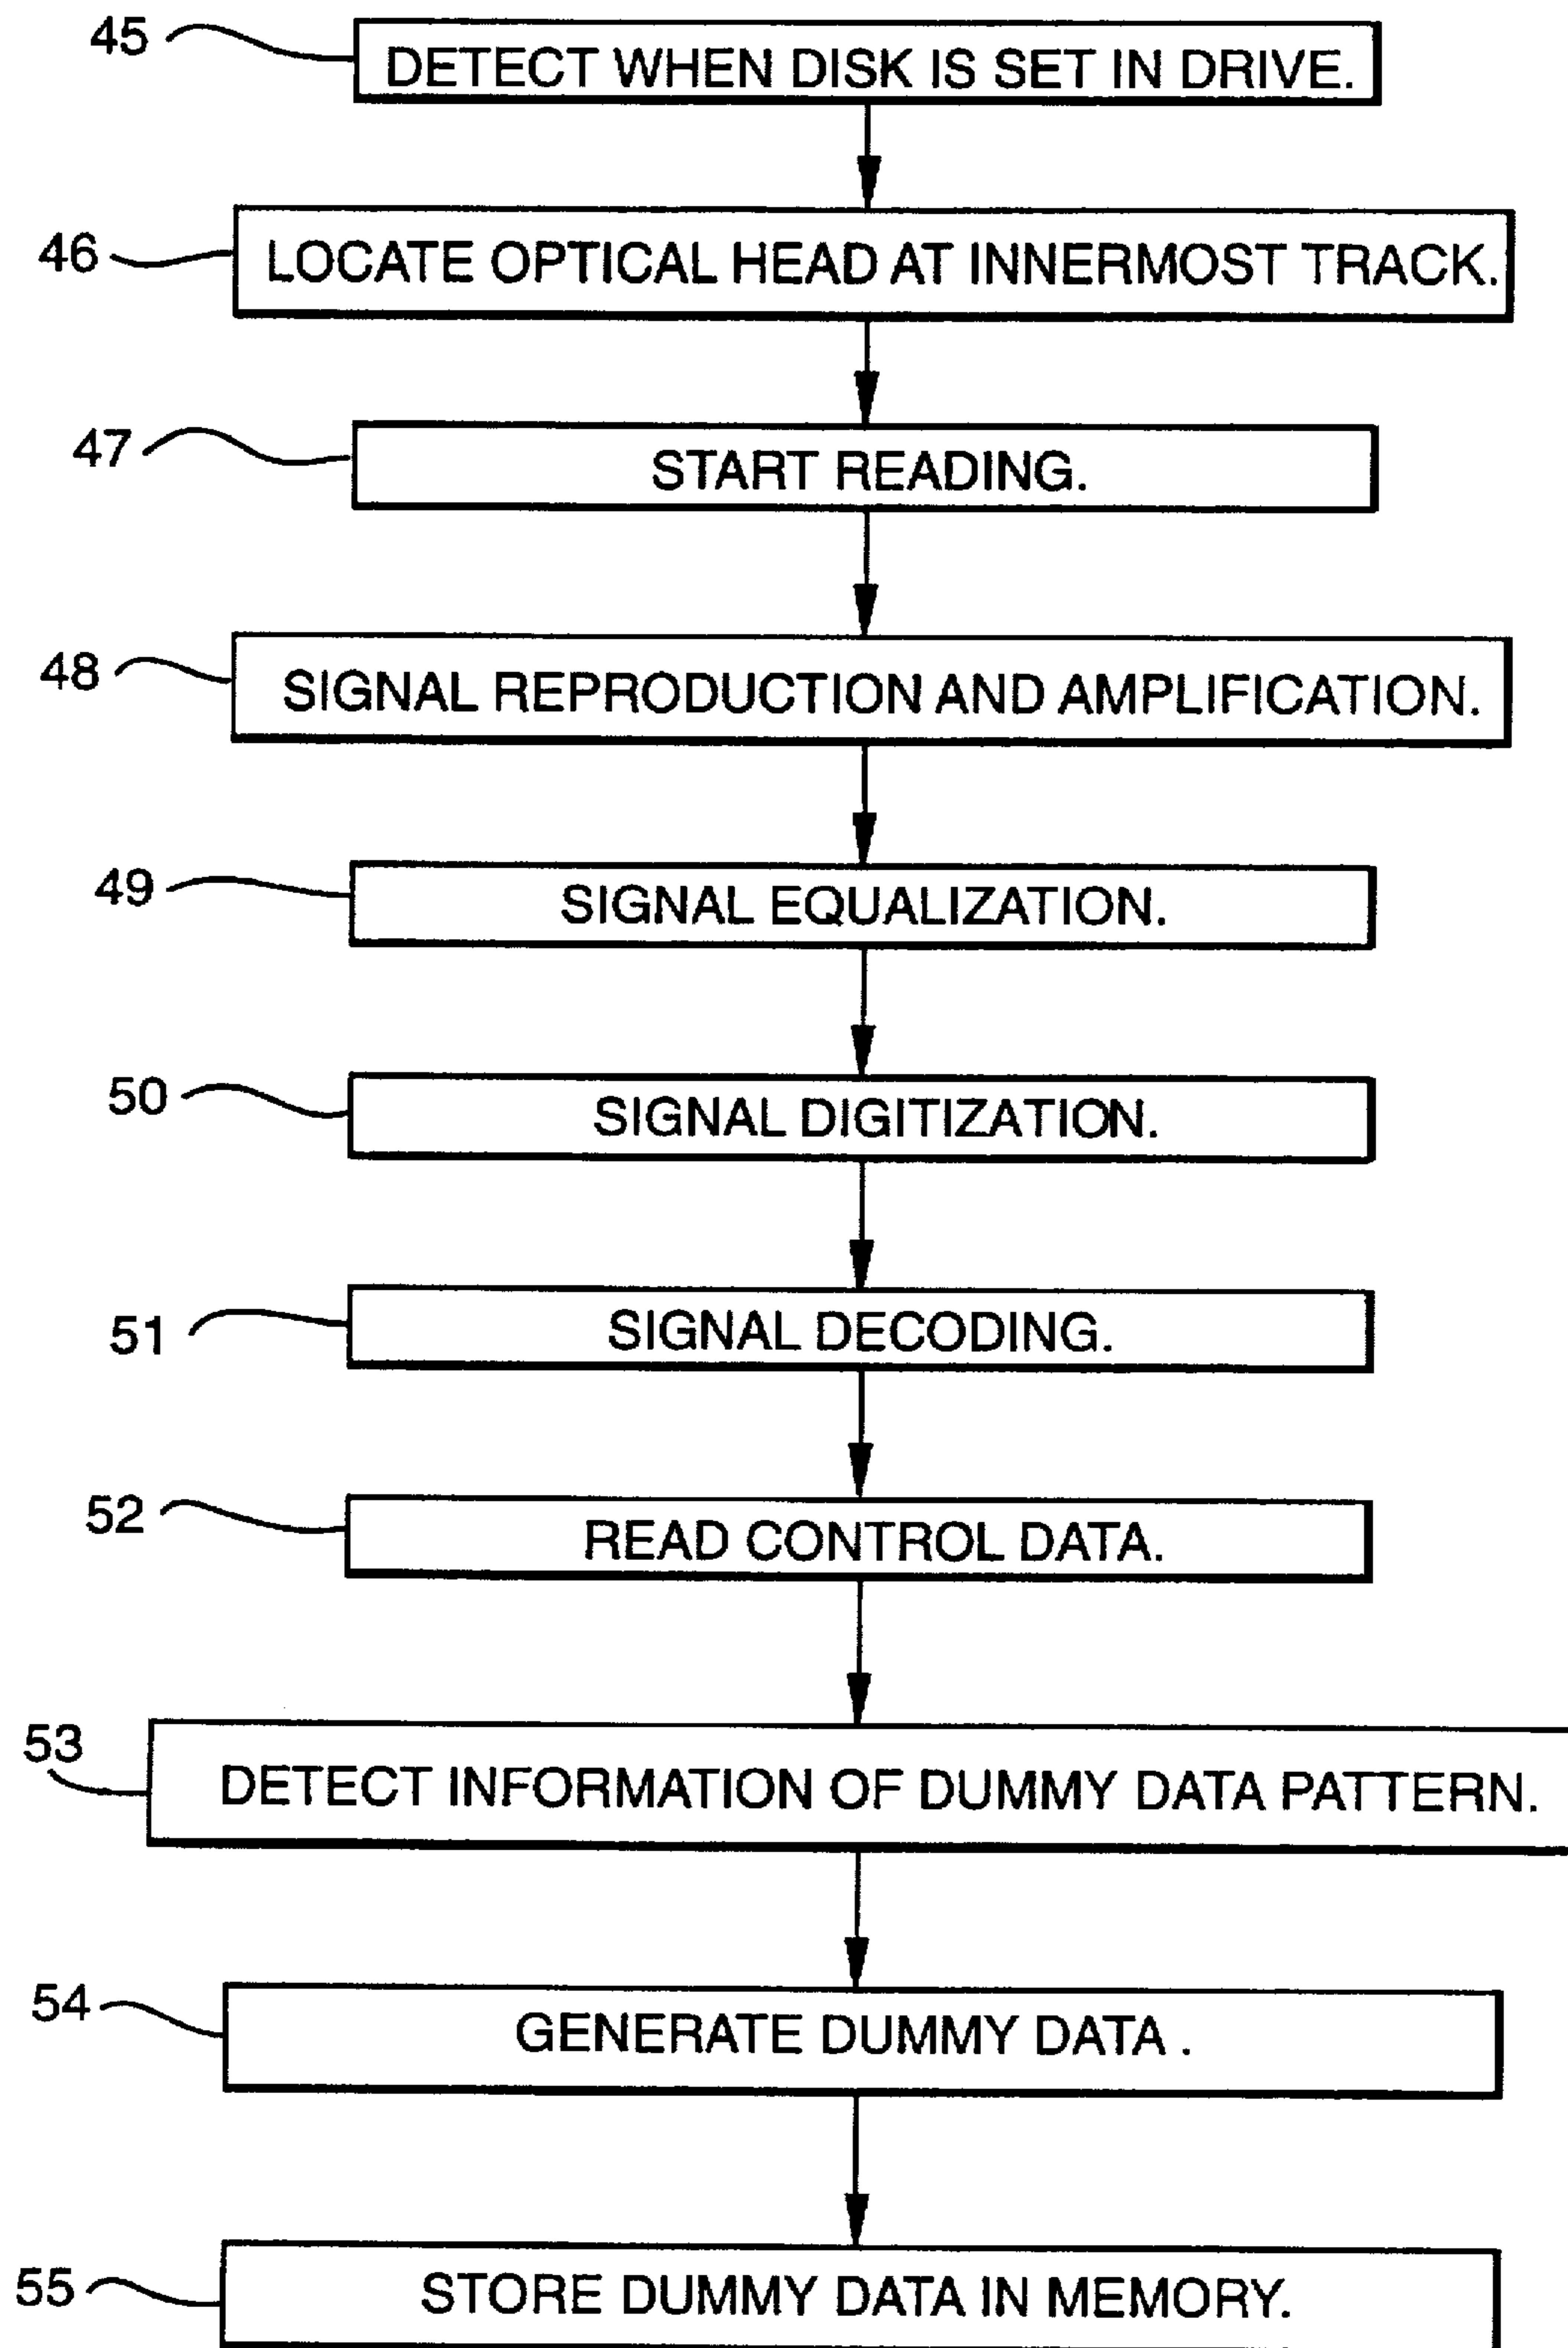 45 DETECT WHEN DISK IS SET IN DRIVE.
46 LOCATE OPTICAL HEAD AT INNERMOST TRACK.
47 START READING.
48 SIGNAL REPRODUCTION AND AMPLIFICATION.
49 SIGNAL EQUALIZATION.
50 SIGNAL DIGITIZATION.
51 SIGNAL DECODING.
52 READ CONTROL DATA.
53 DETECT INFORMATION OF DUMMY DATA PATTERN.
54 GENERATE DUMMY DATA .
55 STORE DUMMY DATA IN MEMORY.